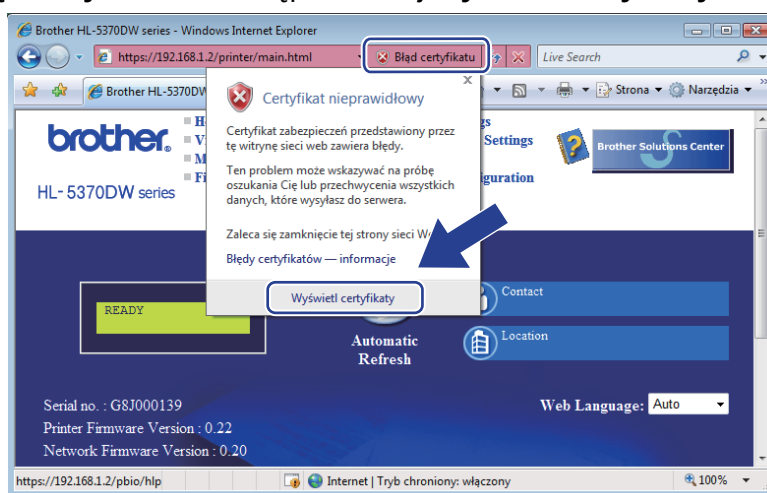 Brother HL-5370DW series - Windows Internet Explorer
https://192.168.1.2/printer/main.html
Błąd certyfikatu
Live Search
Brother HL-5370DW
Strona
Narzędzia
Certyfikat nieprawidłowy
Certyfikat zabezpieczeń przedstawiony przez
tę witrynę sieci web zawiera błędy.
Ten problem może wskazywać na próbę
oszukania Cię lub przechwycenia wszystkich
danych, które wysyłasz do serwera.
Zaleca się zamknięcie tej strony sieci
Błędy certyfikatów — informacje
Wyświetl certyfikaty
brother.
HL-5370DW series
Settings
Brother Solutions Center
READY
Automatic
Refresh
Contact
Location
Serial no. : G8J000139
Printer Firmware Version : 0.22
Network Firmware Version : 0.20
Web Language: Auto
https://192.168.1.2/pbio/hlp
Internet | Tryb chroniony: włączony
100%